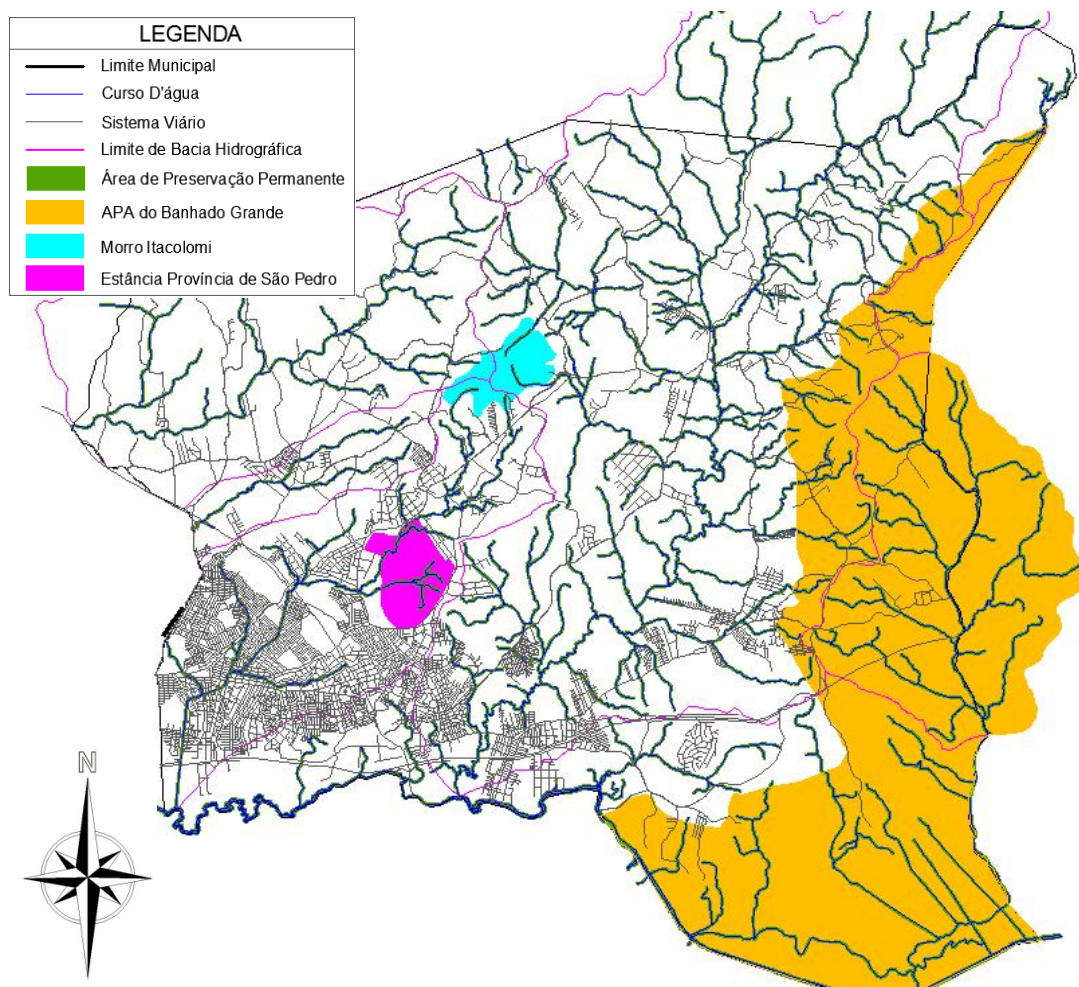 LEGENDA
Limite Municipal
Curso D'água
Sistema Viário
Limite de Bacia Hidrográfica
Área de Preservação Permanente
APA do Banhado Grande
Morro Itacolomi
Estância Província de São Pedro
N